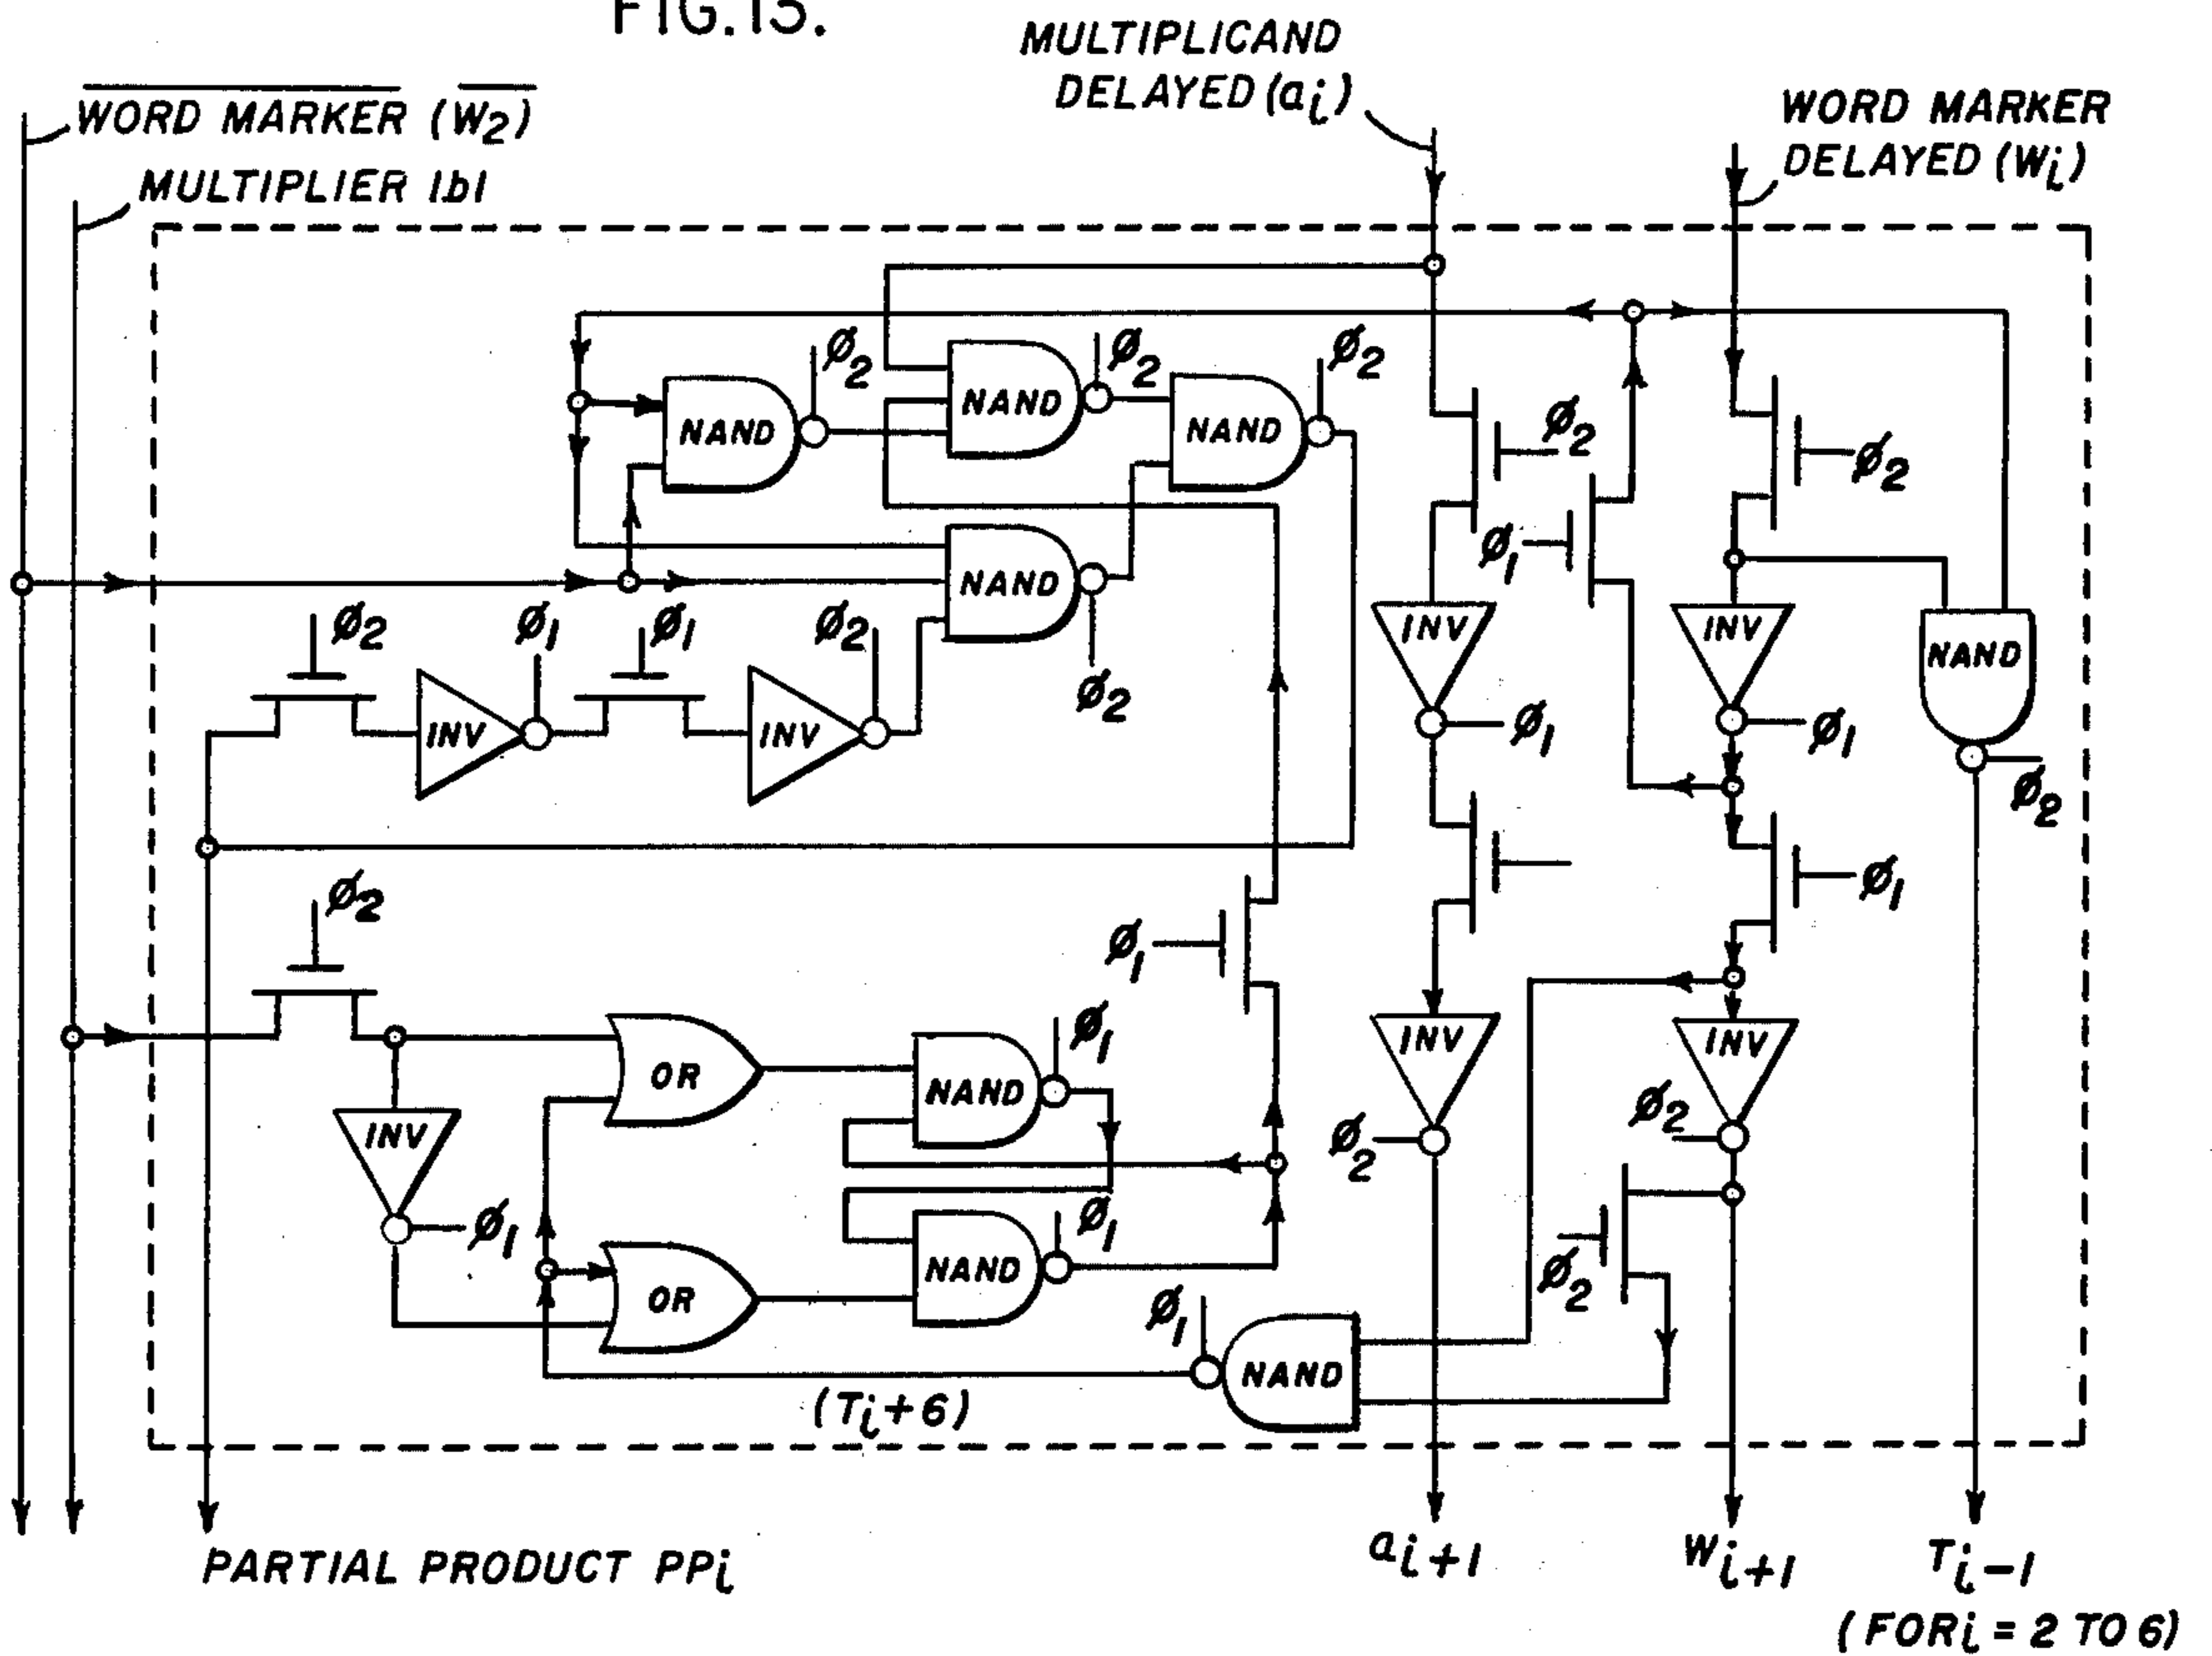 FIG.15.
MULTIPLICAND
DELAYED (ai)
WORD MARKER (W2)
WORD MARKER
DELAYED (Wi)
MULTIPLIER |b|
Ø2
Ø2
Ø2
NAND
NAND
NAND
Ø2
Ø2
Ø1
NAND
Ø2
Ø1
Ø1
Ø2
Ø2
INV
INV
NAND
INV
INV
Ø1
Ø1
Ø2
Ø2
Ø1
Ø1
OR
NAND
Ø1
INV
INV
INV
Ø2
Ø2
Ø1
OR
NAND
Ø1
Ø2
Ø1
NAND
(Ti+6)
PARTIAL PRODUCT PPi
ai+1
Wi+1
Ti-1
(FOR i = 2 TO 6)